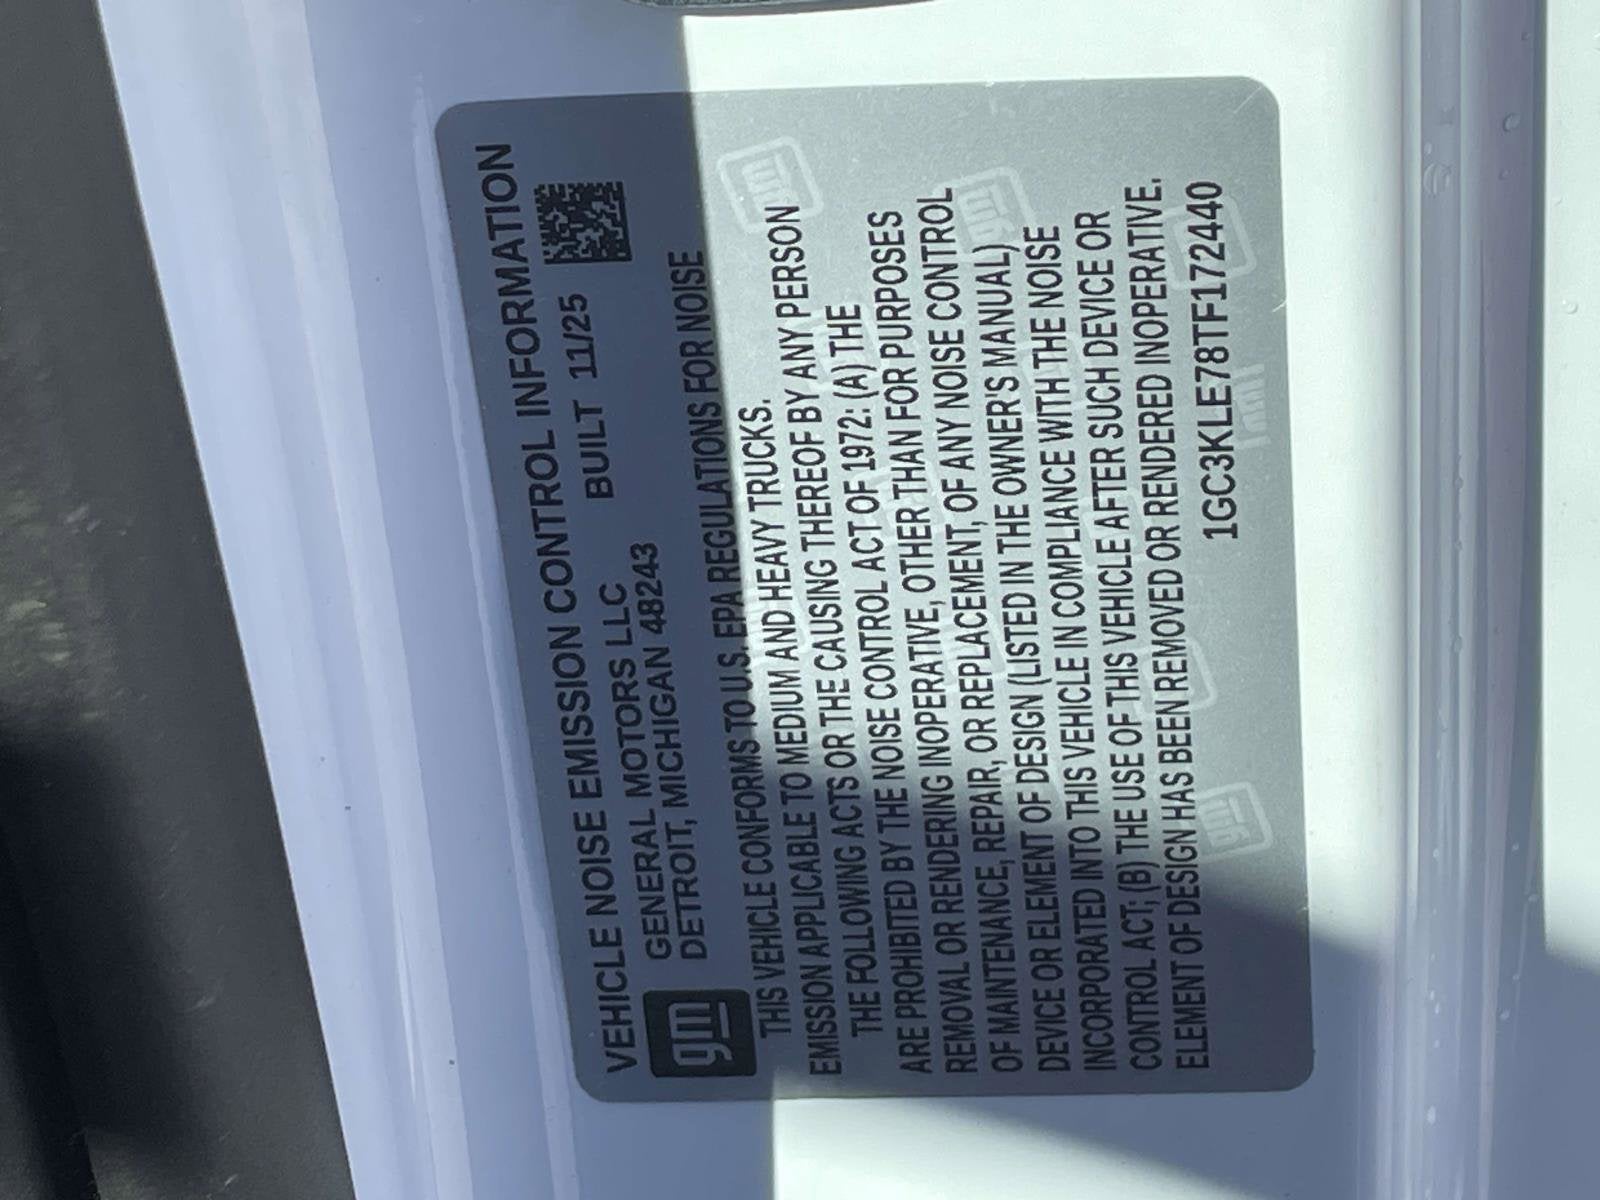 VEHICLE NOISE EMISSION CONTROL INFORMATION
gm
GENERAL MOTORS LLC BUILT 11/25
DETROIT, MICHIGAN 48243
THIS VEHICLE CONFORMS TO U.S. EPA REGULATIONS FOR NOISE
EMISSION APPLICABLE TO MEDIUM AND HEAVY TRUCKS.
THE FOLLOWING ACTS OR THE CAUSING THEREOF BY ANY PERSON
ARE PROHIBITED BY THE NOISE CONTROL ACT OF 1972: (A) THE
REMOVAL OR RENDERING INOPERATIVE, OTHER THAN FOR PURPOSES
OF MAINTENANCE, REPAIR, OR REPLACEMENT, OF ANY NOISE CONTROL
DEVICE OR ELEMENT OF DESIGN (LISTED IN THE OWNER'S MANUAL)
INCORPORATED INTO THIS VEHICLE IN COMPLIANCE WITH THE NOISE
CONTROL ACT; (B) THE USE OF THIS VEHICLE AFTER SUCH DEVICE OR
ELEMENT OF DESIGN HAS BEEN REMOVED OR RENDERED INOPERATIVE.
1GC3KLE78TF172440